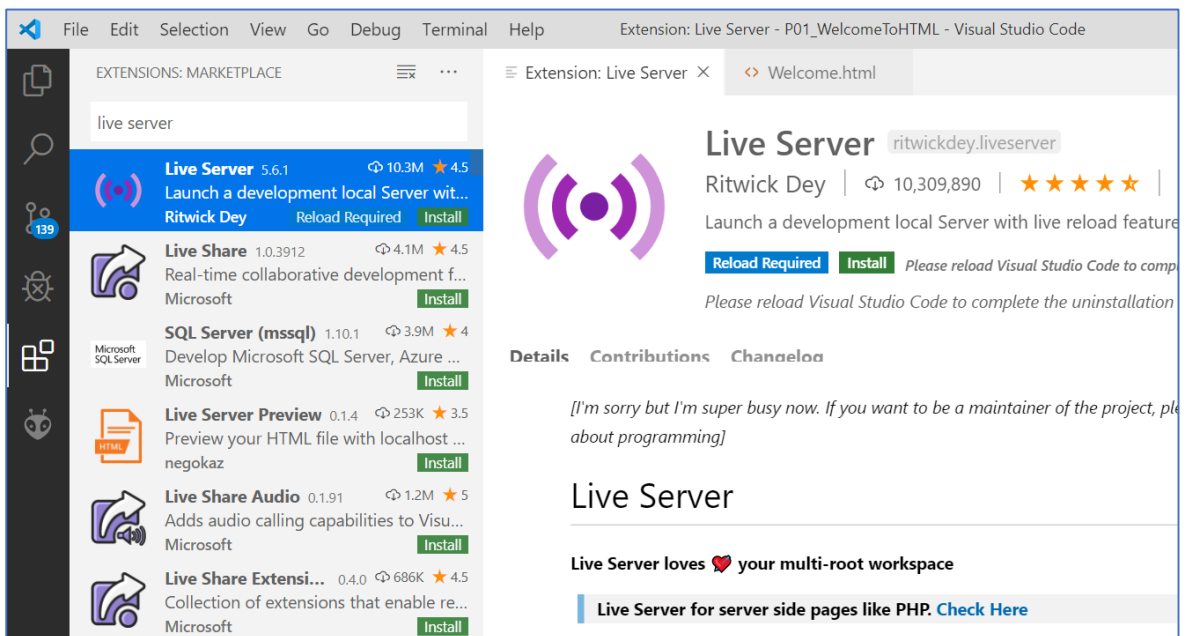 File Edit Selection View Go Debug Terminal Help Extension: Live Server - P01_WelcomeToHTML - Visual Studio Code
EXTENSIONS: MARKETPLACE
live server
Live Server 5.6.1 10.3M 4.5
Launch a development local Server wit...
Ritwick Dey Reload Required Install
Live Share 1.0.3912 4.1M 4.5
Real-time collaborative development f...
Microsoft Install
Microsoft SQL Server
SQL Server (mssql) 1.10.1 3.9M 4
Develop Microsoft SQL Server, Azure ...
Microsoft Install
HTML
Live Server Preview 0.1.4 253K 3.5
Preview your HTML file with localhost ...
negokaz Install
Live Share Audio 0.1.91 1.2M 5
Adds audio calling capabilities to Visu...
Microsoft Install
Live Share Extensi... 0.4.0 686K 4.5
Collection of extensions that enable re...
Microsoft Install
139
Extension: Live Server Welcome.html
Live Server ritwickdey.liveserver
Ritwick Dey 10,309,890
Launch a development local Server with live reload feature
Reload Required Install Please reload Visual Studio Code to comp
Please reload Visual Studio Code to complete the uninstallation
Details Contributions Changelog
[I'm sorry but I'm super busy now. If you want to be a maintainer of the project, ple
about programming]
Live Server
Live Server loves 💖 your multi-root workspace
Live Server for server side pages like PHP. Check Here